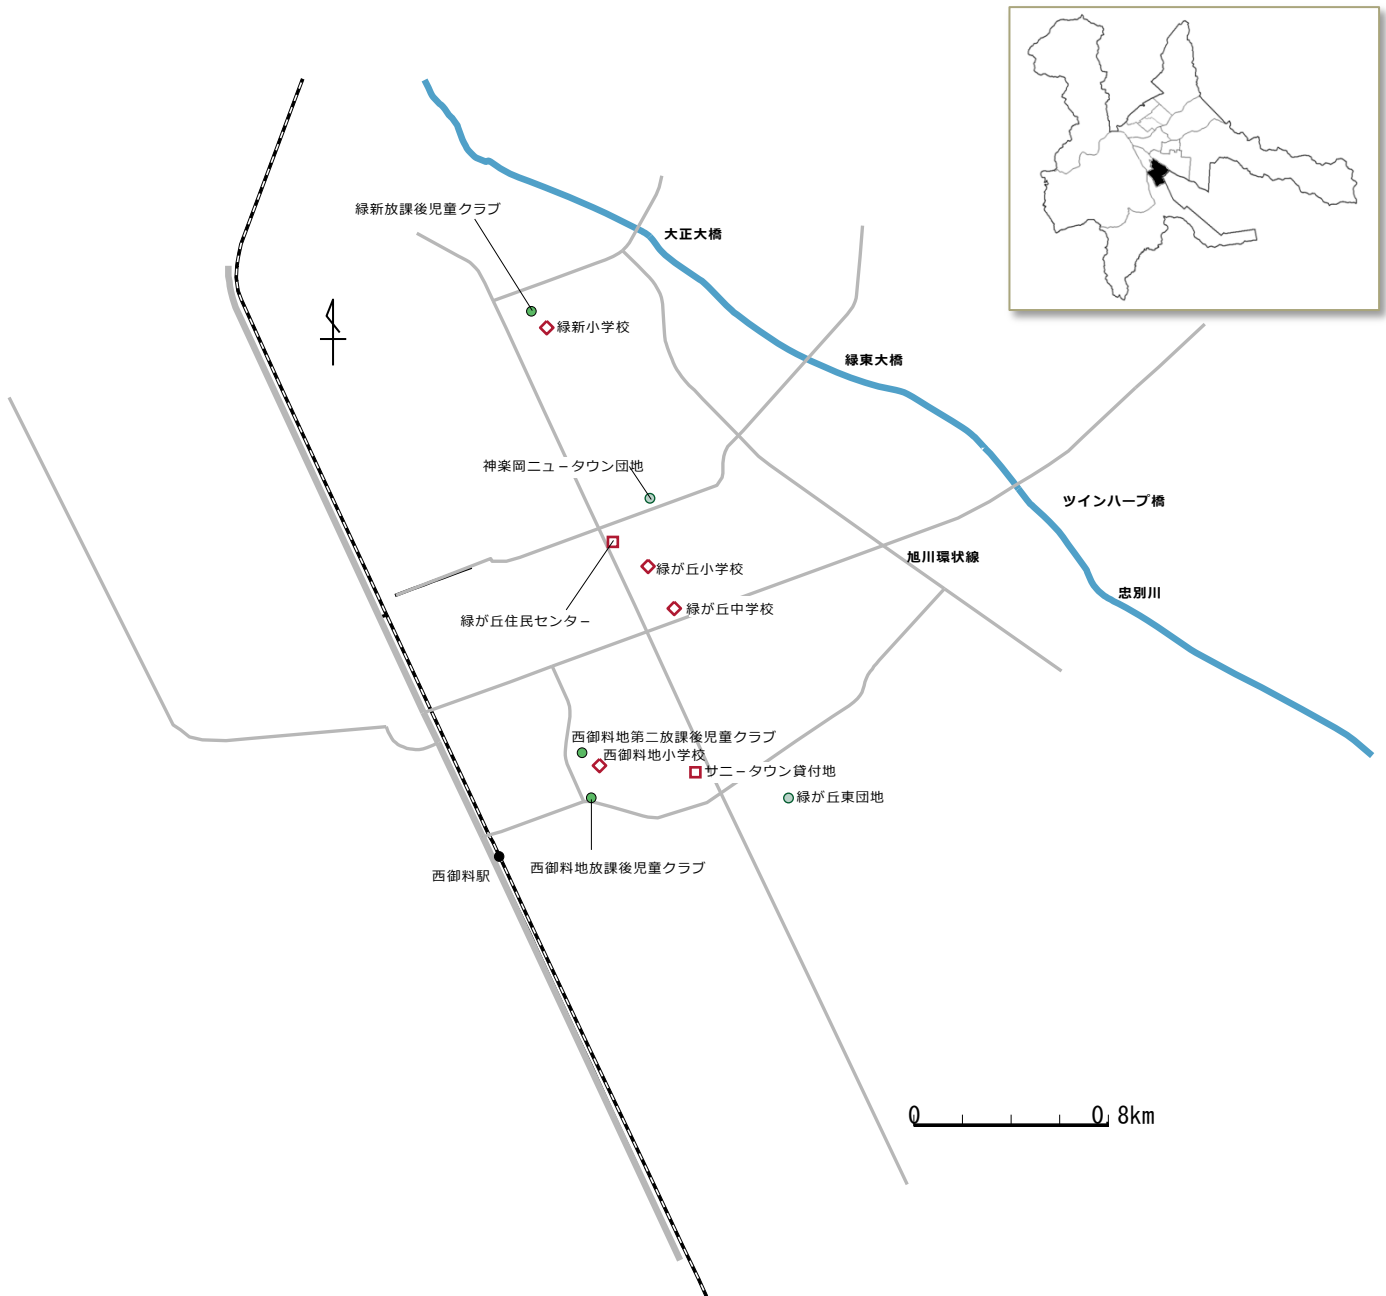 緑新放課後児童クラブ
大正大橋
緑新小学校
緑東大橋
神楽岡ニュータウン団地
ツインハープ橋
旭川環状線
緑が丘小学校
忠別川
緑が丘中学校
緑が丘住民センター
西御料地第二放課後児童クラブ
西御料地小学校
サニータウン貸付地
緑が丘東団地
西御料地放課後児童クラブ
西御料駅
0 0.8km